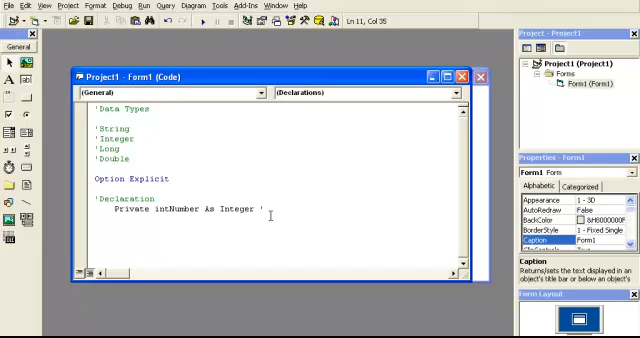 File Edit View Project Format Debug Run Query Diagram Tools Add-Ins Window Help
Ln 11, Col 35
General
Project1 - Form1 (Code)
(General)
(Declarations)
'Data Types
'String
'Integer
'Long
'Double
Option Explicit
'Declaration
Private intNumber As Integer '
Project - Project1
Project1 (Project1)
Forms
Form1 (Form1)
Properties - Form1
Form1 Form
Alphabetic Categorized
Appearance 1 - 3D
AutoRedraw False
BackColor &H8000000F
BorderStyle 1 - Fixed Single
Caption Form1
Caption
Returns/sets the text displayed in an object's title bar or below an object's
Form Layout